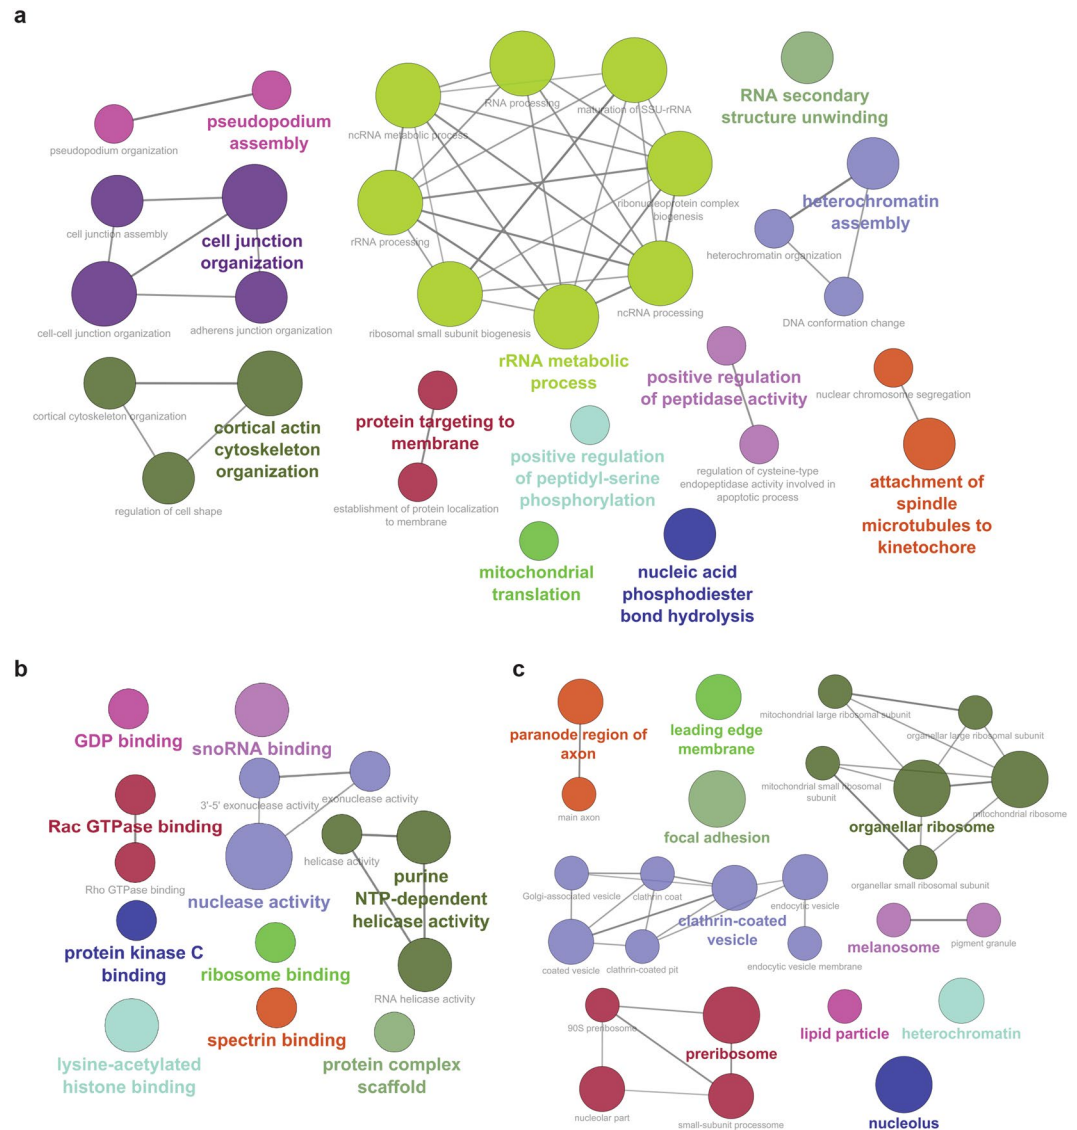 a
pseudopodium
assembly
pseudopodium organization
cell junction assembly
cell junction
organization
cell-cell junction organization
adherens junction organization
cortical cytoskeleton organization
cortical actin
cytoskeleton
organization
regulation of cell shape
RNA processing
maturation of SSU-rRNA
ncRNA metabolic process
ribonucleoprotein complex
biogenesis
rRNA processing
ncRNA processing
ribosomal small subunit biogenesis
rRNA metabolic
process
RNA secondary
structure unwinding
heterochromatin
assembly
heterochromatin organization
DNA conformation change
protein targeting to
membrane
establishment of protein localization
to membrane
positive regulation
of peptidyl-serine
phosphorylation
positive regulation
of peptidase activity
regulation of cysteine-type
endopeptidase activity involved in
apoptotic process
nuclear chromosome segregation
attachment of
spindle
microtubules to
kinetochore
mitochondrial
translation
nucleic acid
phosphodiester
bond hydrolysis
b
GDP binding
snoRNA binding
3'-5' exonuclease activity
exonuclease activity
nuclease activity
Rac GTPase binding
Rho GTPase binding
helicase activity
purine
NTP-dependent
helicase activity
RNA helicase activity
protein kinase C
binding
ribosome binding
spectrin binding
lysine-acetylated
histone binding
protein complex
scaffold
c
paranode region of
axon
main axon
leading edge
membrane
focal adhesion
mitochondrial large ribosomal subunit
organellar large ribosomal subunit
mitochondrial small ribosomal
subunit
mitochondrial ribosome
organellar ribosome
organellar small ribosomal subunit
Golgi-associated vesicle
clathrin coat
clathrin-coated
vesicle
endocytic vesicle
coated vesicle
clathrin-coated pit
endocytic vesicle membrane
melanosome
pigment granule
90S preribosome
preribosome
nucleolar part
small-subunit processome
lipid particle
heterochromatin
nucleolus